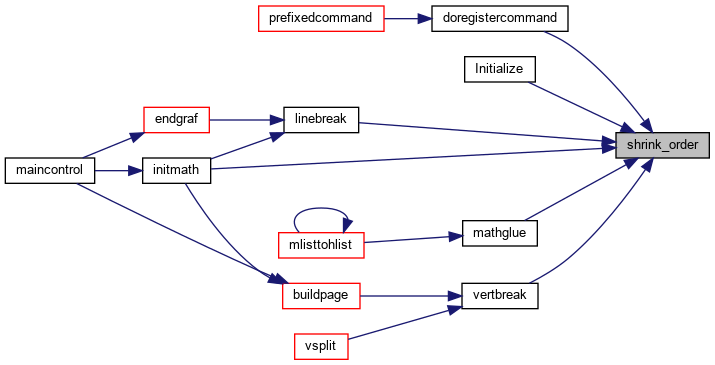 prefixedcommand
doregistercommand
Initialize
endgraf
linebreak
shrink_order
maincontrol
initmath
mlisttohlist
mathglue
buildpage
vertbreak
vsplit